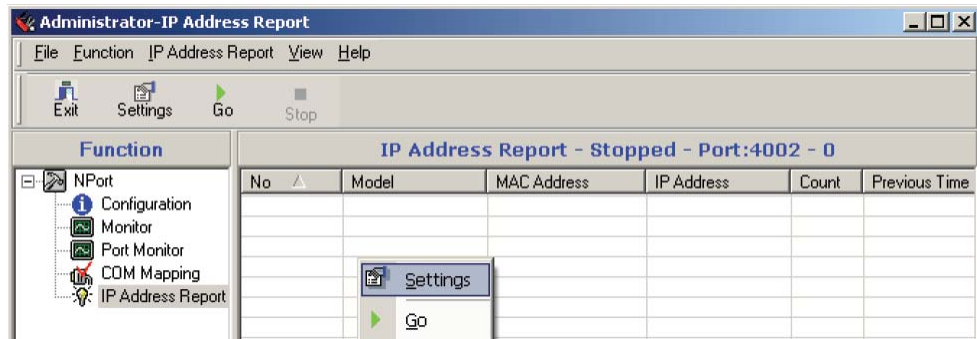 Administrator-IP Address Report
File Function IP Address Report View Help
Exit Settings Go Stop
Function
IP Address Report - Stopped - Port:4002 - 0
No Model MAC Address IP Address Count Previous Time
NPort
Configuration
Monitor
Port Monitor
COM Mapping
IP Address Report
Settings
Go